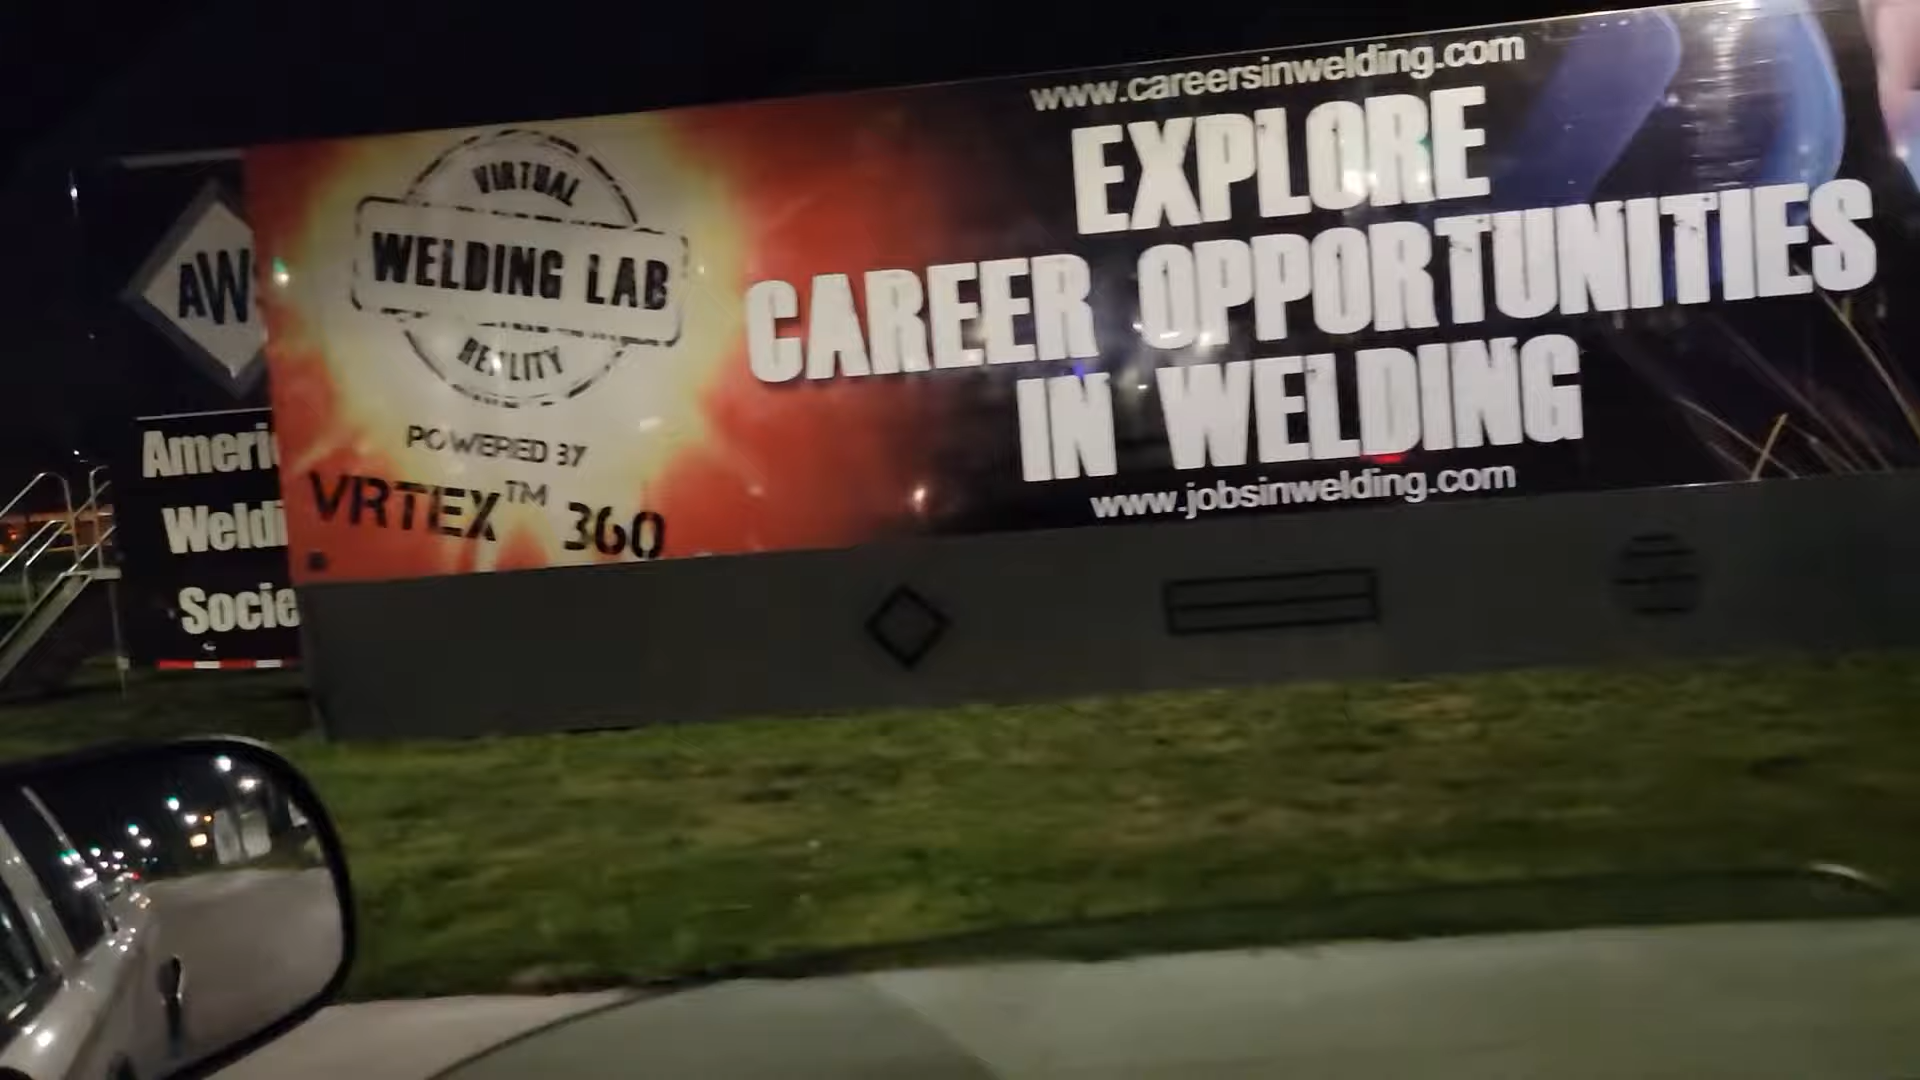 AW
Ameri
Weldi
Socie
VIRTUAL
WELDING LAB
REALITY
POWERED BY
VRTEX™ 360
www.careersinwelding.com
EXPLORE
CAREER OPPORTUNITIES
IN WELDING
www.jobsinwelding.com